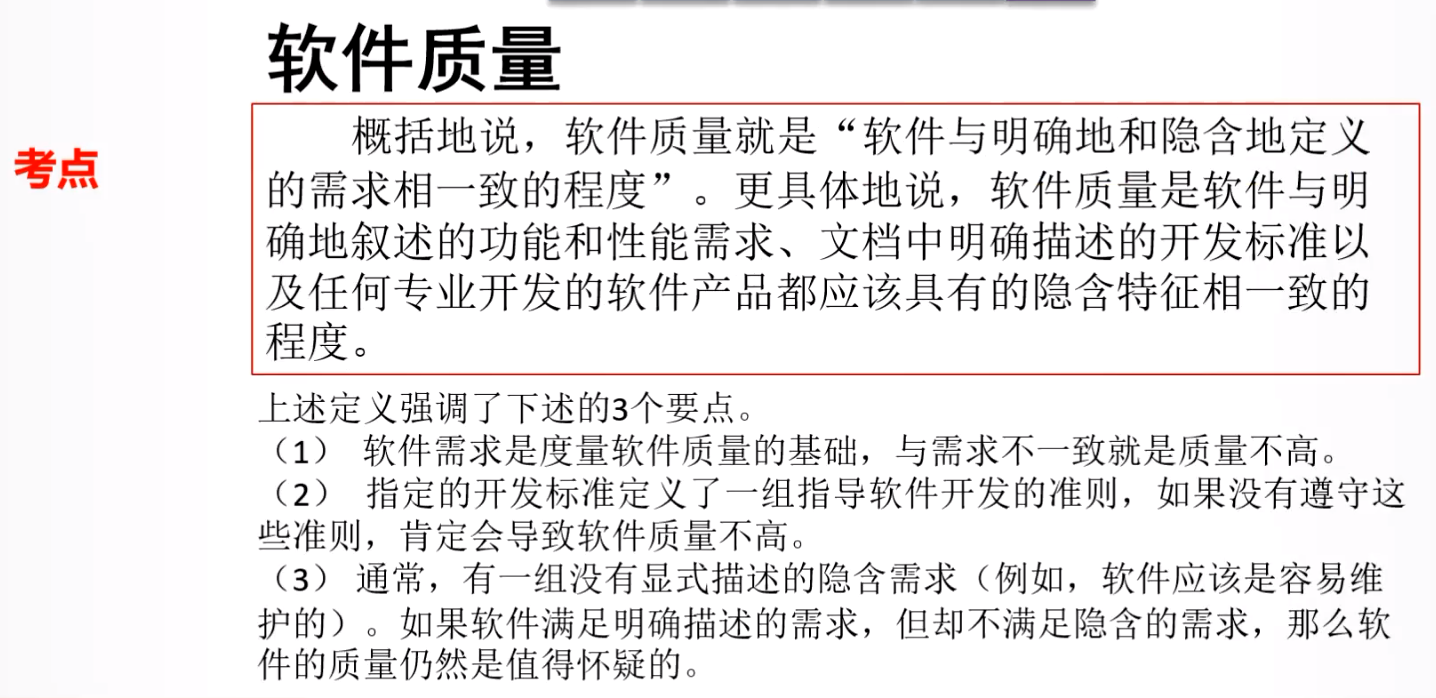 软件质量
考点
概括地说，软件质量就是“软件与明确地和隐含地定义
的需求相一致的程度”。更具体地说，软件质量是软件与明
确地叙述的功能和性能需求、文档中明确描述的开发标准以
及任何专业开发的软件产品都应该具有的隐含特征相一致的
程度。
上述定义强调了下述的3个要点。
（1） 软件需求是度量软件质量的基础，与需求不一致就是质量不高。
（2） 指定的开发标准定义了一组指导软件开发的准则，如果没有遵守这
些准则，肯定会导致软件质量不高。
（3） 通常，有一组没有显式描述的隐含需求（例如，软件应该是容易维
护的）。如果软件满足明确描述的需求，但却不满足隐含的需求，那么软
件的质量仍然是值得怀疑的。